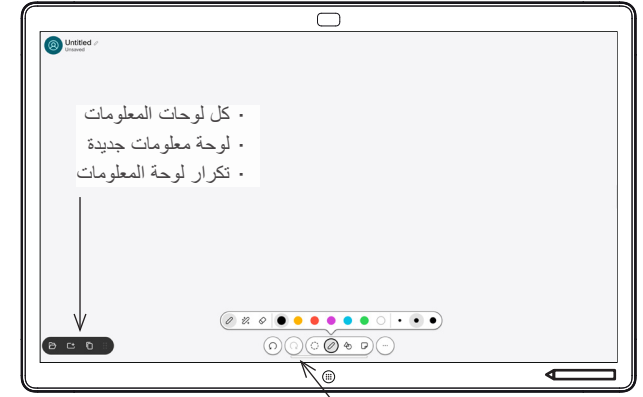 Untitled
Unsaved
· كل لوحات المعلومات
· لوحة معلومات جديدة
· تكرار لوحة المعلومات